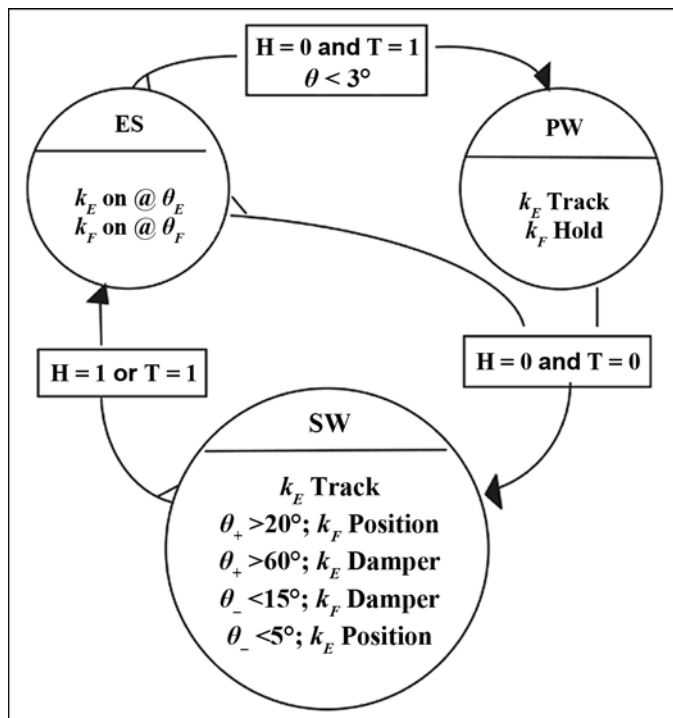 H = 0 and T = 1
θ < 3°
ES
k_E on @ θ_E
k_F on @ θ_F
PW
k_E Track
k_F Hold
H = 1 or T = 1
H = 0 and T = 0
SW
k_E Track
θ_+ >20°; k_F Position
θ_+ >60°; k_E Damper
θ_− <15°; k_F Damper
θ_− <5°; k_E Position